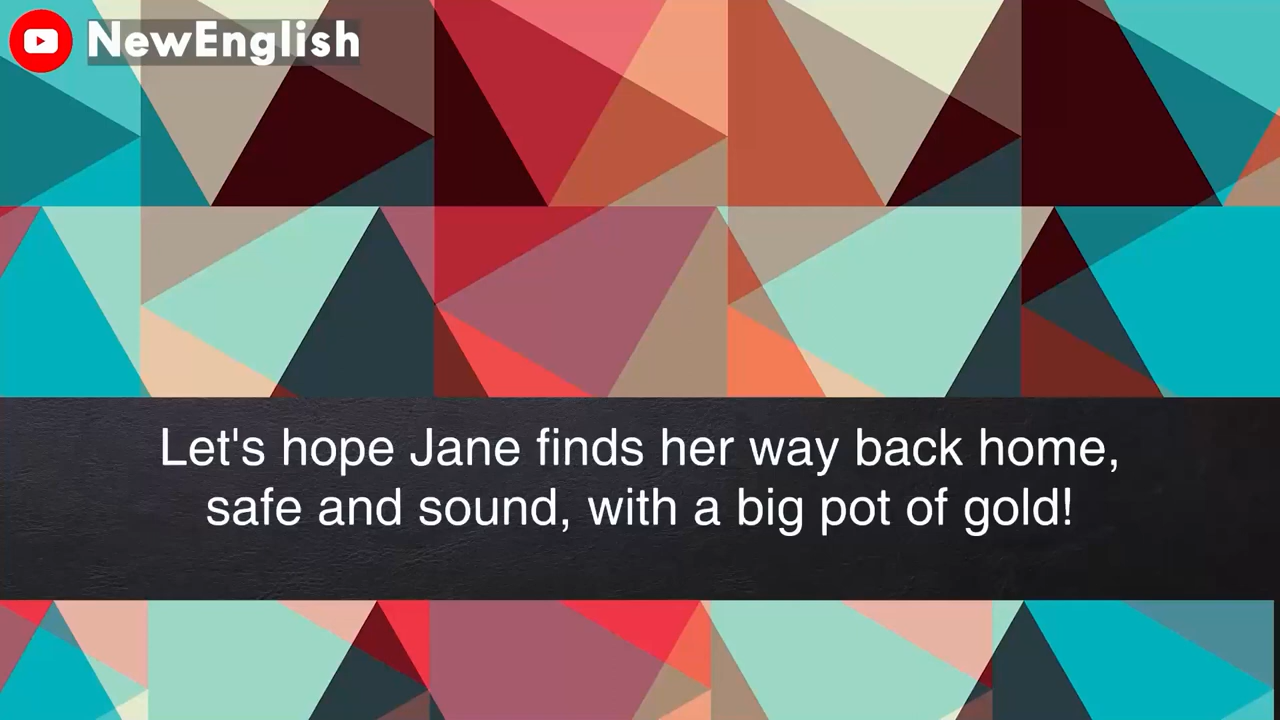 NewEnglish
Let's hope Jane finds her way back home,
safe and sound, with a big pot of gold!